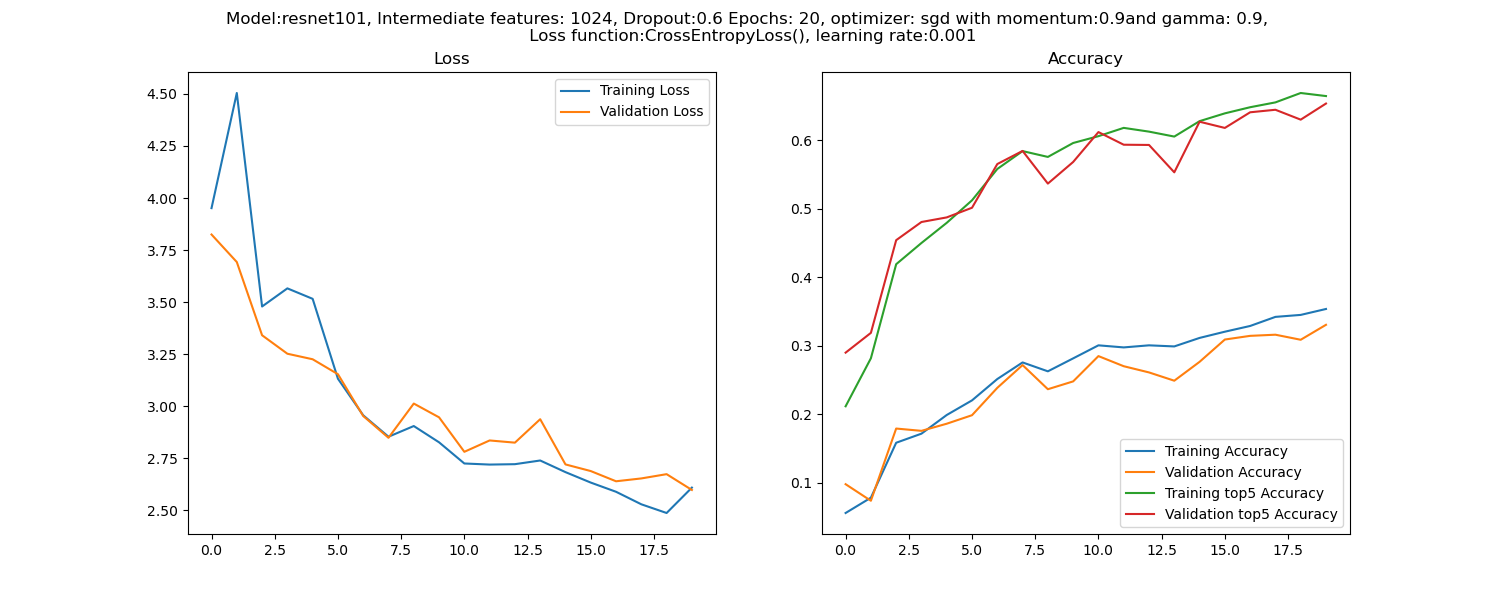 Model:resnet101, Intermediate features: 1024, Dropout:0.6 Epochs: 20, optimizer: sgd with momentum:0.9and gamma: 0.9,
Loss function:CrossEntropyLoss(), learning rate:0.001
Loss
Training Loss
Validation Loss
4.50
4.25
4.00
3.75
3.50
3.25
3.00
2.75
2.50
0.0 2.5 5.0 7.5 10.0 12.5 15.0 17.5
Accuracy
0.6
0.5
0.4
0.3
0.2
0.1
Training Accuracy
Validation Accuracy
Training top5 Accuracy
Validation top5 Accuracy
0.0 2.5 5.0 7.5 10.0 12.5 15.0 17.5